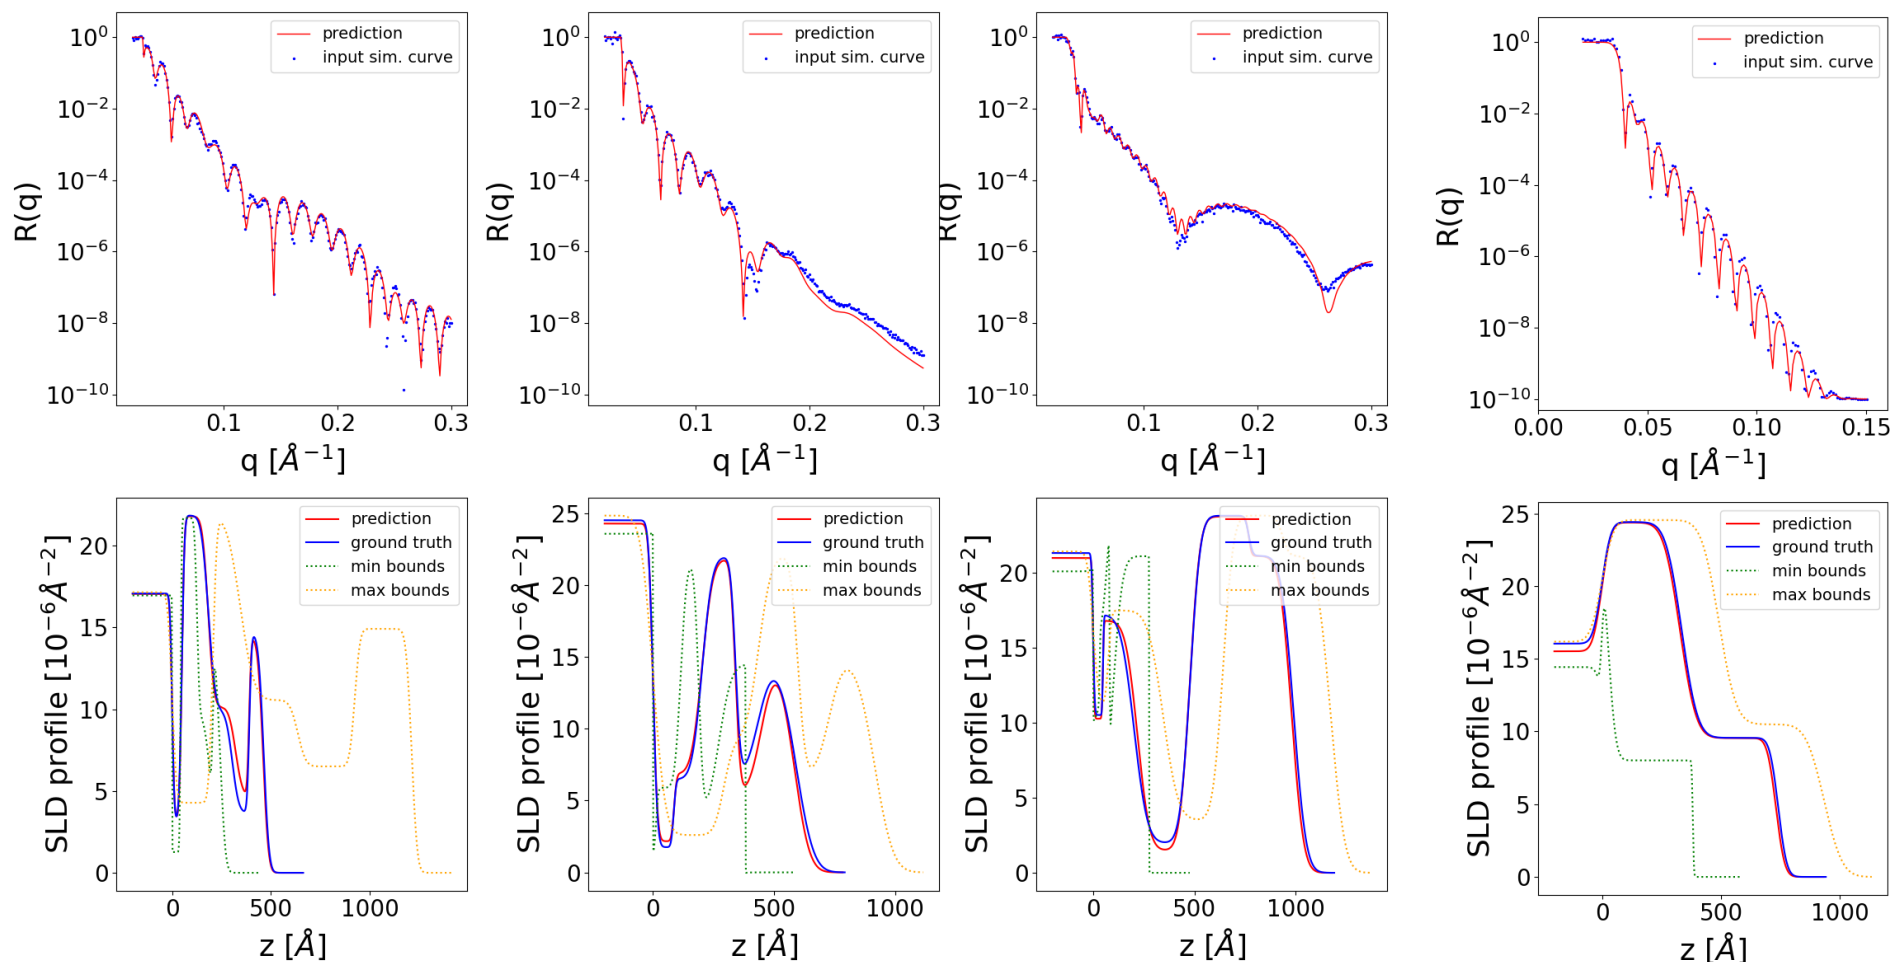 prediction
input sim. curve
10⁰
10⁻²
10⁻⁴
10⁻⁶
10⁻⁸
10⁻¹⁰
R(q)
0.1 0.2 0.3
q [Å⁻¹]
prediction
input sim. curve
10⁰
10⁻²
10⁻⁴
10⁻⁶
10⁻⁸
10⁻¹⁰
R(q)
0.1 0.2 0.3
q [Å⁻¹]
prediction
input sim. curve
10⁰
10⁻²
10⁻⁴
10⁻⁶
10⁻⁸
10⁻¹⁰
R(q)
0.1 0.2 0.3
q [Å⁻¹]
prediction
input sim. curve
10⁰
10⁻²
10⁻⁴
10⁻⁶
10⁻⁸
10⁻¹⁰
R(q)
0.00 0.05 0.10 0.15
q [Å⁻¹]
prediction
ground truth
min bounds
max bounds
20
15
10
5
0
SLD profile [10⁻⁶Å⁻²]
0 500 1000
z [Å]
prediction
ground truth
min bounds
max bounds
25
20
15
10
5
0
SLD profile [10⁻⁶Å⁻²]
0 500 1000
z [Å]
prediction
ground truth
min bounds
max bounds
20
15
10
5
0
SLD profile [10⁻⁶Å⁻²]
0 500 1000
z [Å]
prediction
ground truth
min bounds
max bounds
25
20
15
10
5
0
SLD profile [10⁻⁶Å⁻²]
0 500 1000
z [Å]